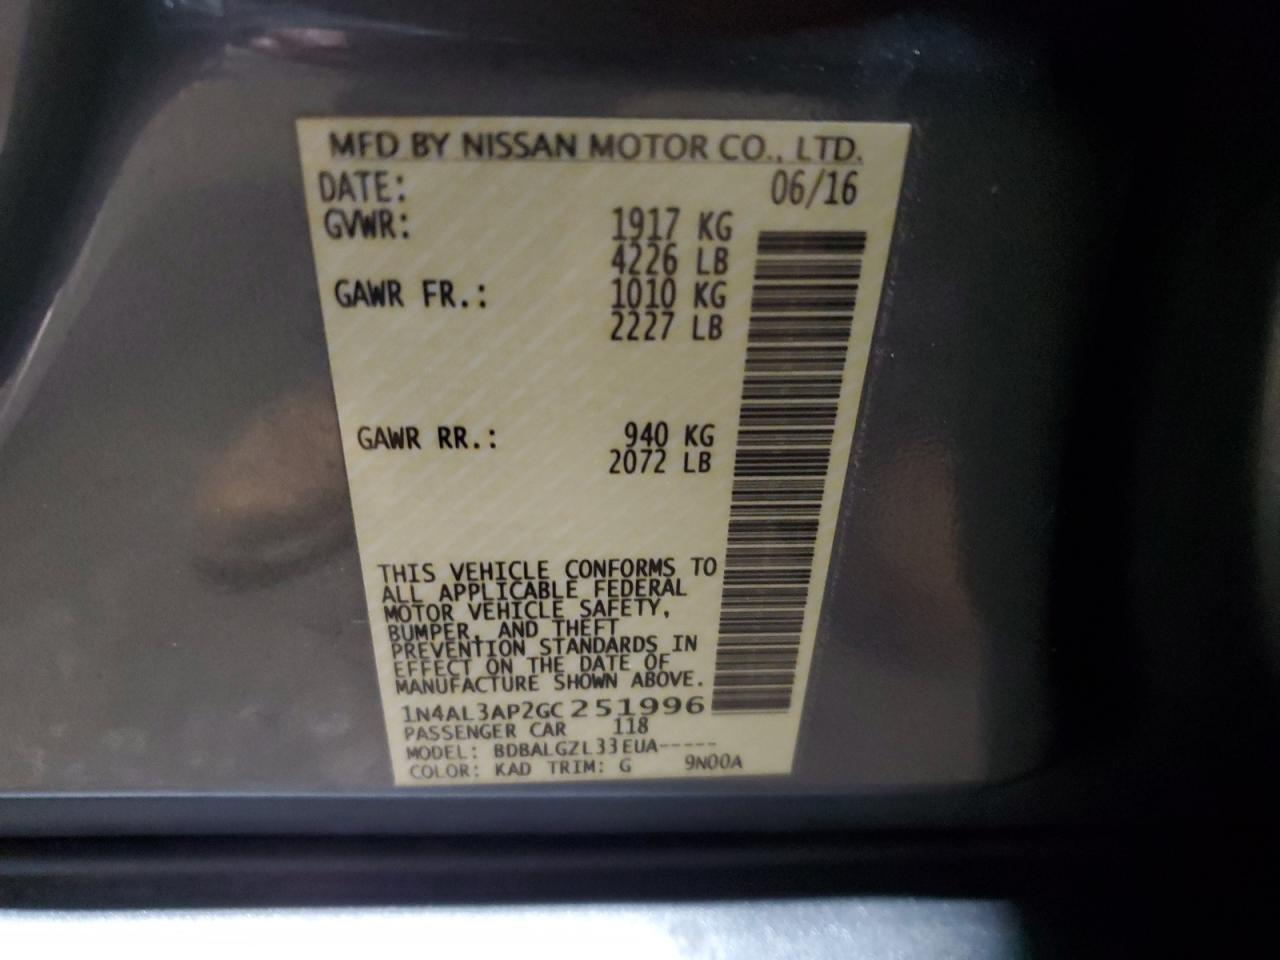 MFD BY NISSAN MOTOR CO., LTD.
DATE: 06/16
GVWR: 1917 KG
4226 LB
GAWR FR.: 1010 KG
2227 LB
GAWR RR.: 940 KG
2072 LB
THIS VEHICLE CONFORMS TO
ALL APPLICABLE FEDERAL
MOTOR VEHICLE SAFETY,
BUMPER, AND THEFT
PREVENTION STANDARDS IN
EFFECT ON THE DATE OF
MANUFACTURE SHOWN ABOVE.
1N4AL3AP2GC251996
PASSENGER CAR 118
MODEL: BDBALGZL33EUA-----
COLOR: KAD TRIM: G 9N00A